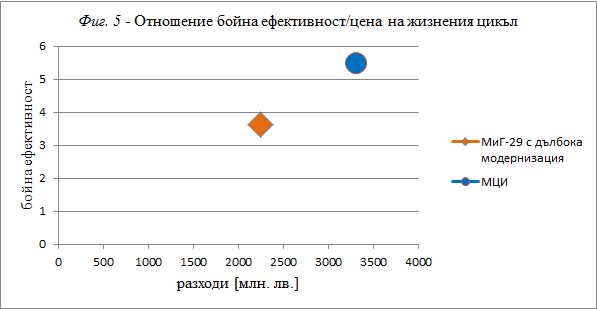 Фиг. 5 - Отношение бойна ефективност/цена на жизнения цикъл
6
5
4
3
2
1
0
бойна ефективност
0 500 1000 1500 2000 2500 3000 3500 4000
разходи [млн. лв.]
МиГ-29 с дълбока
модернизация
МЦИ